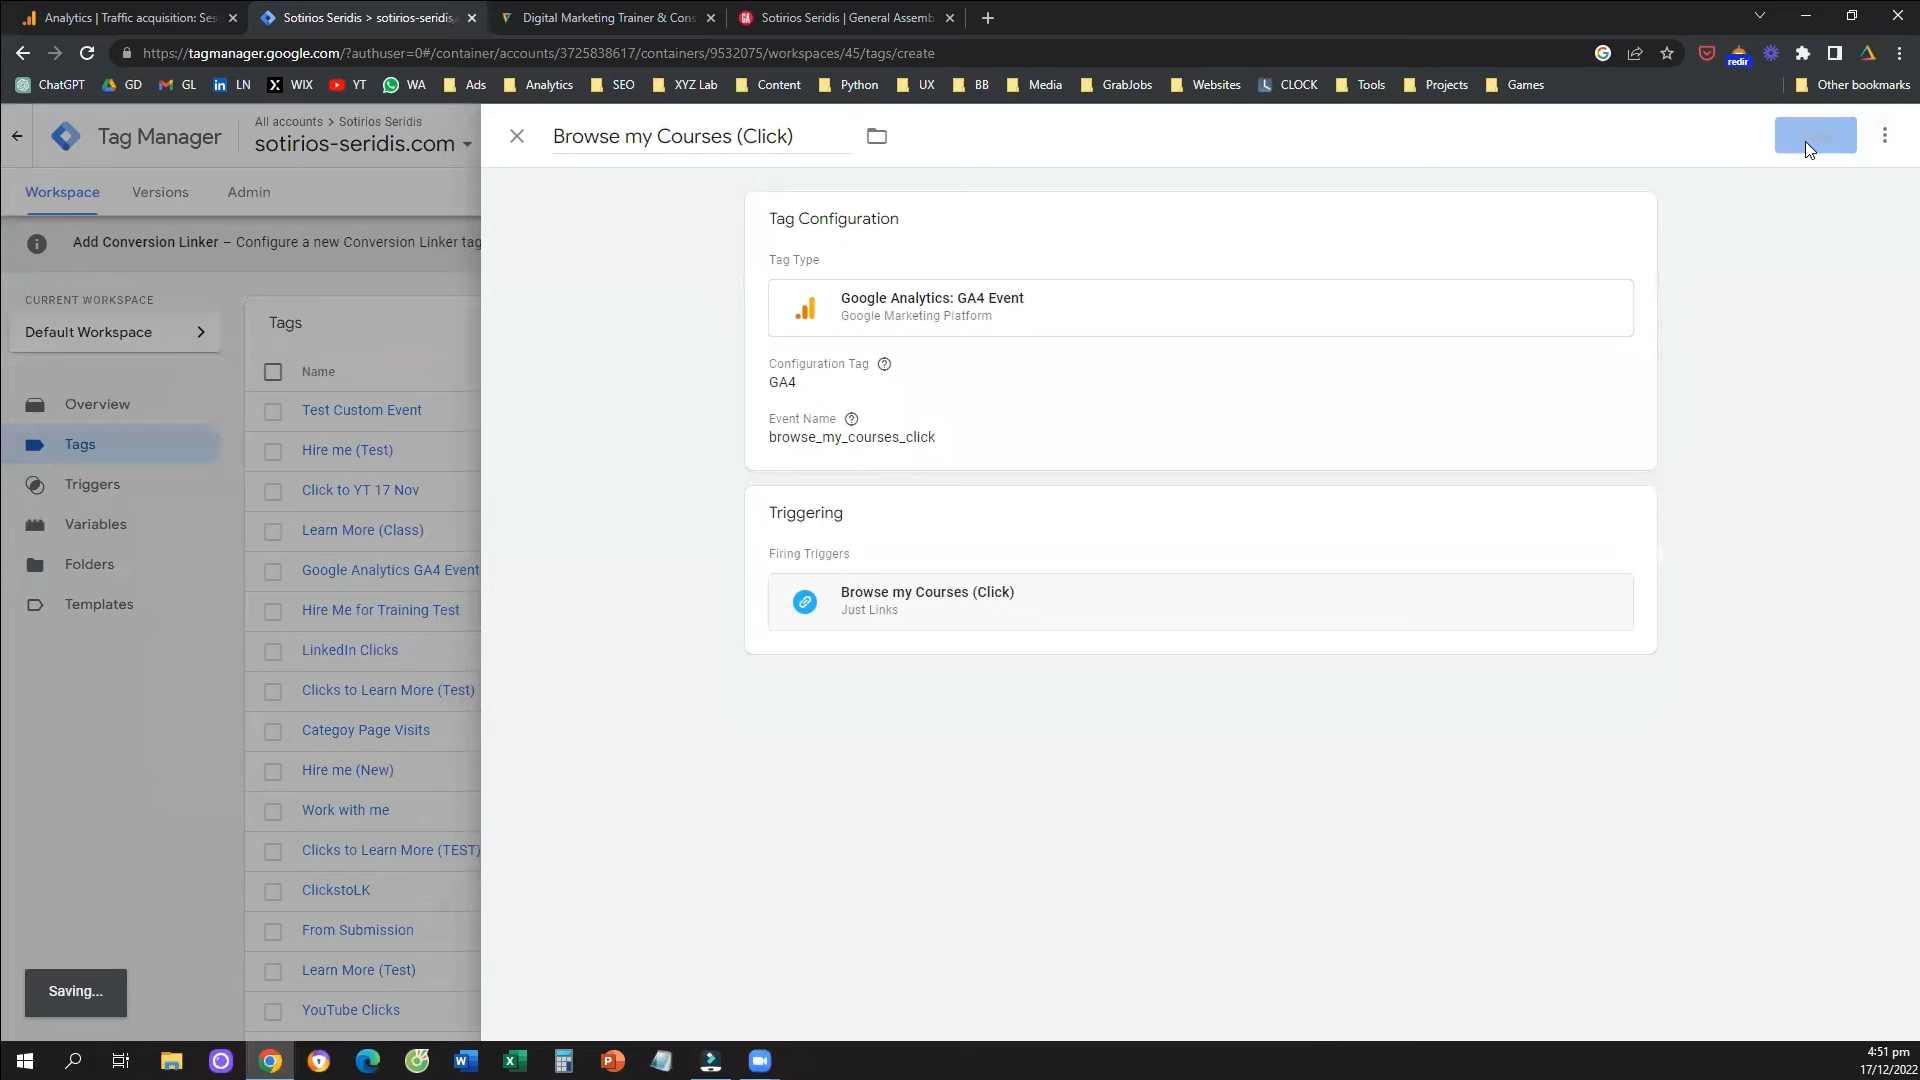 Analytics | Traffic acquisition: Ses
Sotirios Seridis > sotirios-seridis.
Digital Marketing Trainer & Cons
Sotirios Seridis | General Assemb
https://tagmanager.google.com/?authuser=0#/container/accounts/3725838617/containers/9532075/workspaces/45/tags/create
redir
ChatGPT GD GL LN WIX YT WA Ads Analytics SEO XYZ Lab Content Python UX BB Media GrabJobs Websites CLOCK Tools Projects Games Other bookmarks
Tag Manager
All accounts > Sotirios Seridis
sotirios-seridis.com
Browse my Courses (Click)
Workspace Versions Admin
Add Conversion Linker – Configure a new Conversion Linker tag
CURRENT WORKSPACE
Default Workspace
Overview
Tags
Triggers
Variables
Folders
Templates
Saving...
Tags
Name
Test Custom Event
Hire me (Test)
Click to YT 17 Nov
Learn More (Class)
Google Analytics GA4 Event
Hire Me for Training Test
LinkedIn Clicks
Clicks to Learn More (Test)
Categoy Page Visits
Hire me (New)
Work with me
Clicks to Learn More (TEST)
ClickstoLK
From Submission
Learn More (Test)
YouTube Clicks
Tag Configuration
Tag Type
Google Analytics: GA4 Event
Google Marketing Platform
Configuration Tag
GA4
Event Name
browse_my_courses_click
Triggering
Firing Triggers
Browse my Courses (Click)
Just Links
4:51 pm
17/12/2022